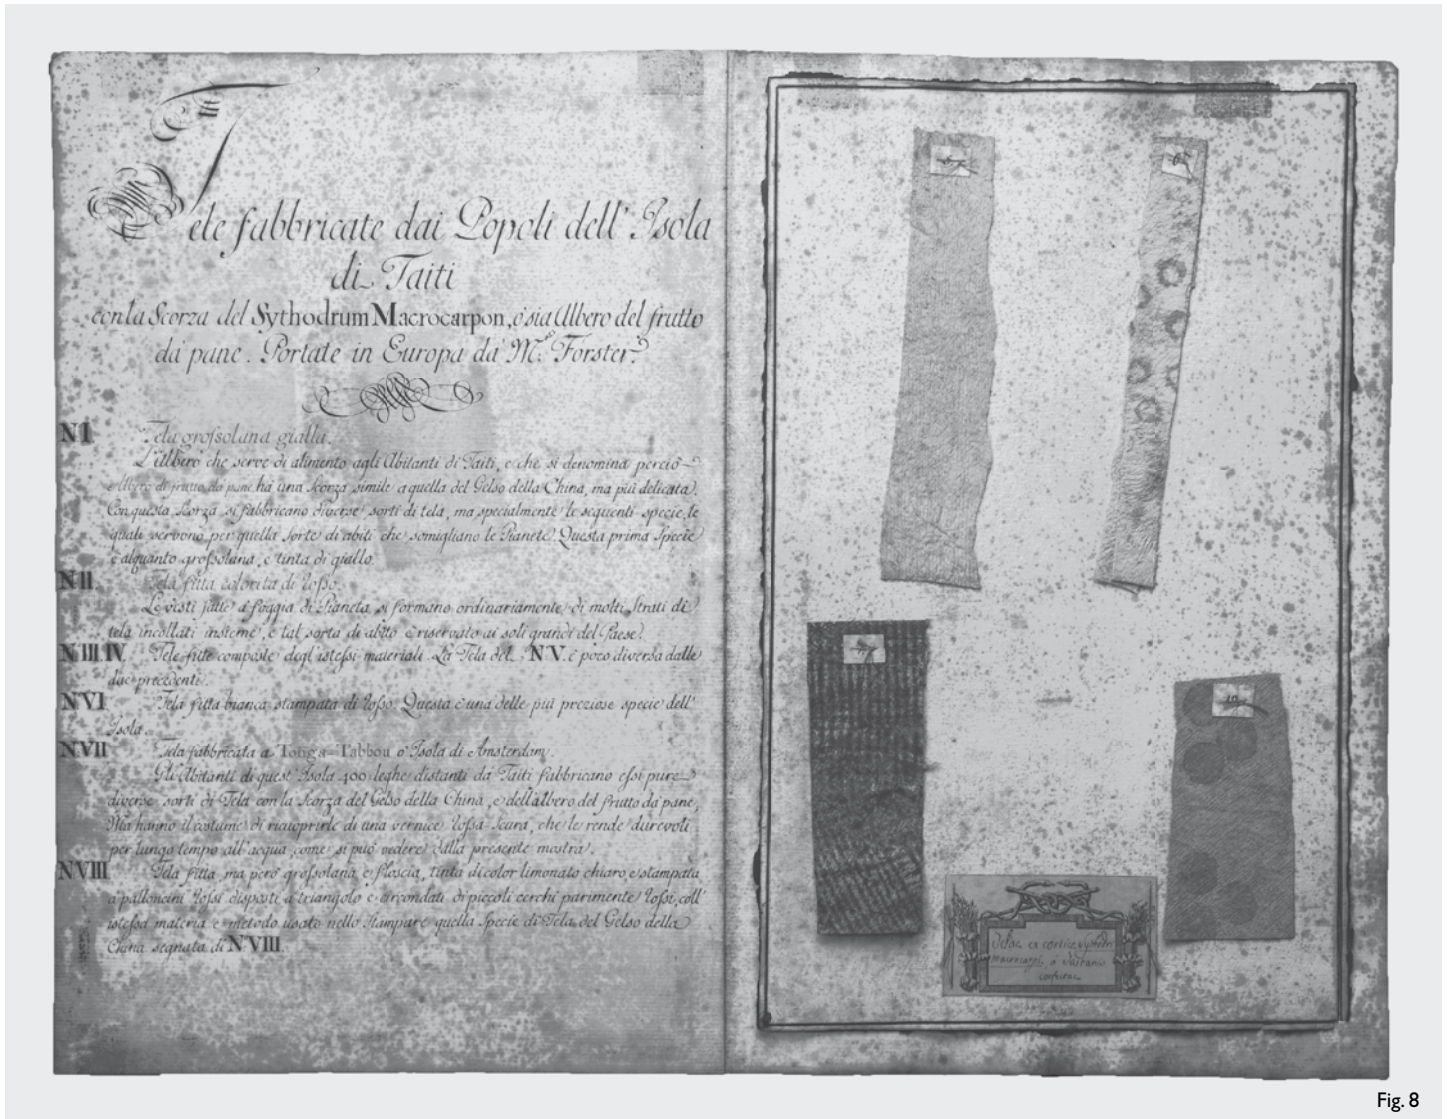 Tele fabbricate dai Popoli dell' Isola
di Taiti
con la Scorza del Sythodrum Macrocarpon, ó sia Albero del frutto
da' pane. Portate in Europa da' M.r Forster.
N I. Tela grossolana gialla.
L'albero che serve di alimento agli Abitanti di Taiti, e che si denomina perciò
Albero di frutto da pane há una Scorza simile a quella del Gelso della China, ma più delicata.
Con questa Scorza si fabbricano diverse sorti di tela, ma specialmente le seguenti specie, le
quali servono per quella sorte di abiti che somigliano le Pianete. Questa prima Specie
è alquanto grossolana, e tinta di giallo.
N II. Tela fitta colorita di rosso.
Le vesti fatte a foggia di Pianeta si formano ordinariamente di molti strati di
tela incollati insieme, e tal sorta di abito è riservato ai soli grandi del Paese.
N III. IV. Tele fitte composte degl'istessi materiali. La Tela del N V. è poco diversa dalle
due precedenti.
N VI. Tela fitta bianca stampata di rosso. Questa è una delle più preziose specie dell'
Isola.
N VII. Tela fabbricata a Tonga-Tabbou o' Isola di Amsterdam.
Gli Abitanti di quest'Isola 400 leghe distanti da Taiti fabbricano essi pure
diverse sorti di Tela con la Scorza del Gelso della China, e dell'albero del frutto da' pane,
Ma hanno il costume di ricuoprirle di una vernice rossa-scura, che le rende durevoli
per lungo tempo all'acqua come si può vedere dalla presente mostra.
N VIII. Tela fitta ma però grossolana e floscia, tinta di color limonato chiaro, e stampata
a palloncini rossi disposti a triangolo e circondati di piccoli cerchi parimente rossi, coll'
istessa materia e metodo usato nello stampare quella Specie di Tela del Gelso della
China segnata di N VIII.
Telae ex cortice
macrocarpi, a Taitanis
confectae
Fig. 8